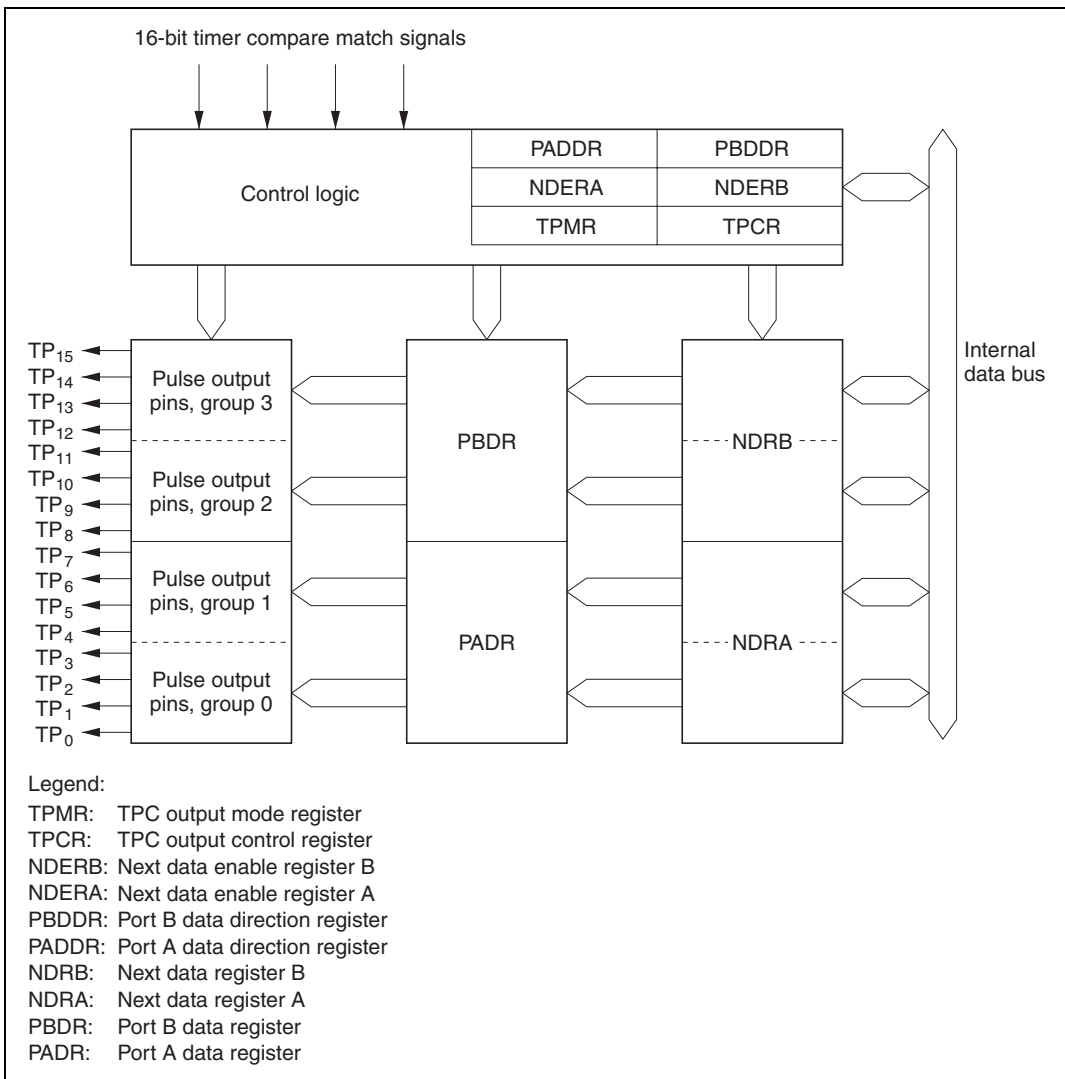 16-bit timer compare match signals
Control logic
PADDR PBDDR
NDERA NDERB
TPMR TPCR
Internal
data bus
TP15
TP14
TP13
TP12
TP11
TP10
TP9
TP8
TP7
TP6
TP5
TP4
TP3
TP2
TP1
TP0
Pulse output
pins, group 3
Pulse output
pins, group 2
Pulse output
pins, group 1
Pulse output
pins, group 0
PBDR
PADR
NDRB
NDRA
Legend:
TPMR: TPC output mode register
TPCR: TPC output control register
NDERB: Next data enable register B
NDERA: Next data enable register A
PBDDR: Port B data direction register
PADDR: Port A data direction register
NDRB: Next data register B
NDRA: Next data register A
PBDR: Port B data register
PADR: Port A data register